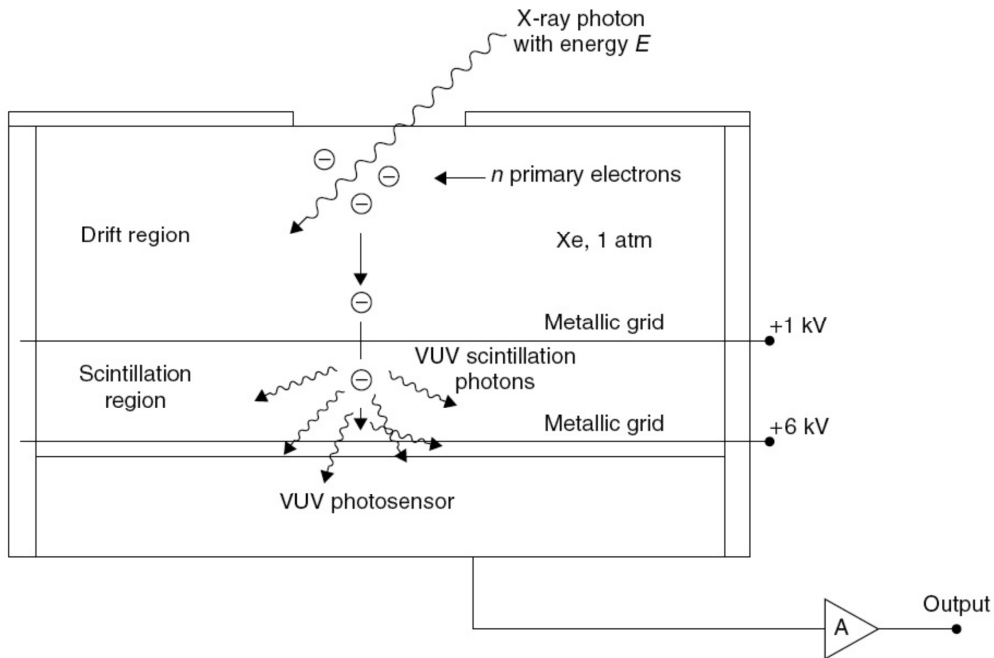 X-ray photon
with energy E
n primary electrons
Drift region
Xe, 1 atm
Metallic grid
+1 kV
Scintillation
region
VUV scintillation
photons
Metallic grid
+6 kV
VUV photosensor
Output
A